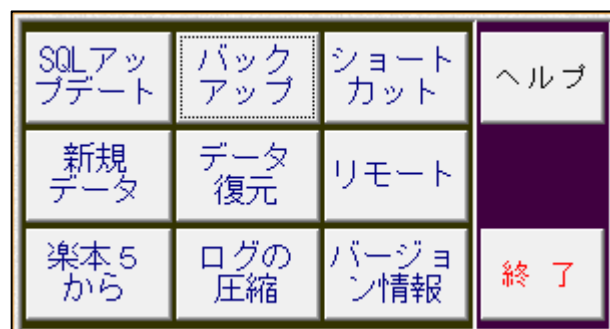 SQLアッ
プデート
バック
アップ
ショート
カット
ヘルプ
新規
データ
データ
復元
リモート
楽本5
から
ログの
圧縮
バージョ
ン情報
終 了